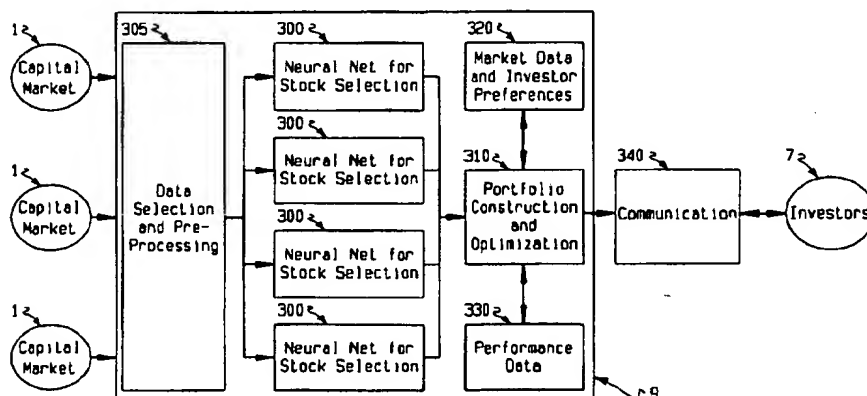 1
Capital
Market
1
Capital
Market
1
Capital
Market
305
Data
Selection
and Pre-
Processing
300
Neural Net for
Stock Selection
300
Neural Net for
Stock Selection
300
Neural Net for
Stock Selection
300
Neural Net for
Stock Selection
320
Market Data
and Investor
Preferences
310
Portfolio
Construction
and
Optimization
330
Performance
Data
340
Communication
7
Investors